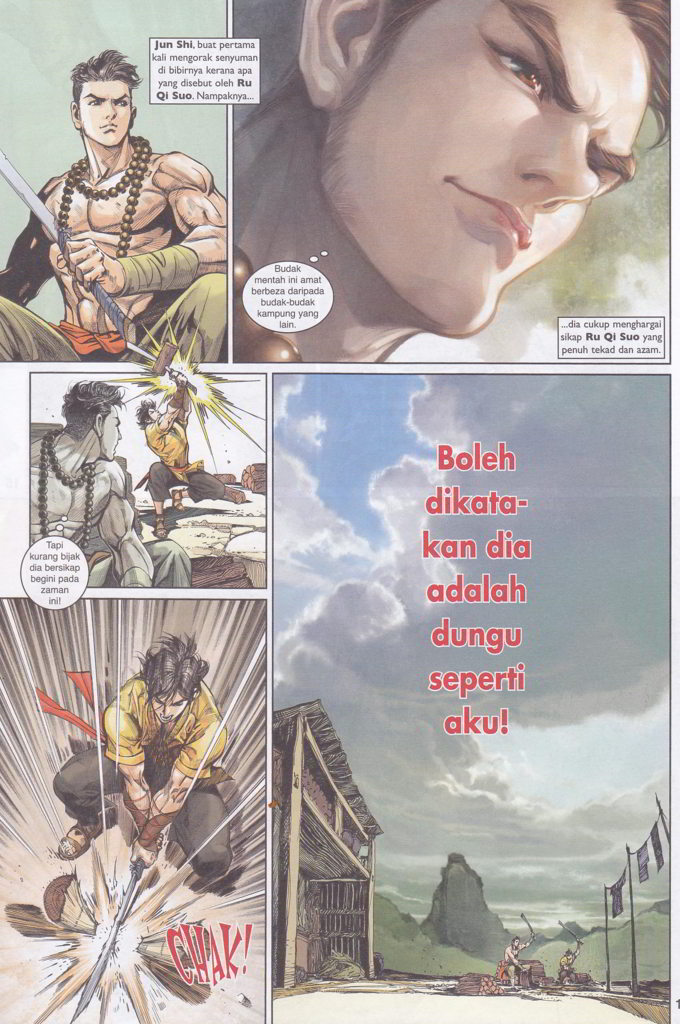 Jun Shi, buat pertama
kali mengorak senyuman
di bibirnya kerana apa
yang disebut oleh Ru
Qi Suo. Nampaknya...
Budak
mentah ini amat
berbeza daripada
budak-budak
kampung yang
lain.
...dia cukup menghargai
sikap Ru Qi Suo yang
penuh tekad dan azam.
Tapi
kurang bijak
dia bersikap
begini pada
zaman
ini!
Boleh
dikata-
kan dia
adalah
dungu
seperti
aku!
CHAK!
1